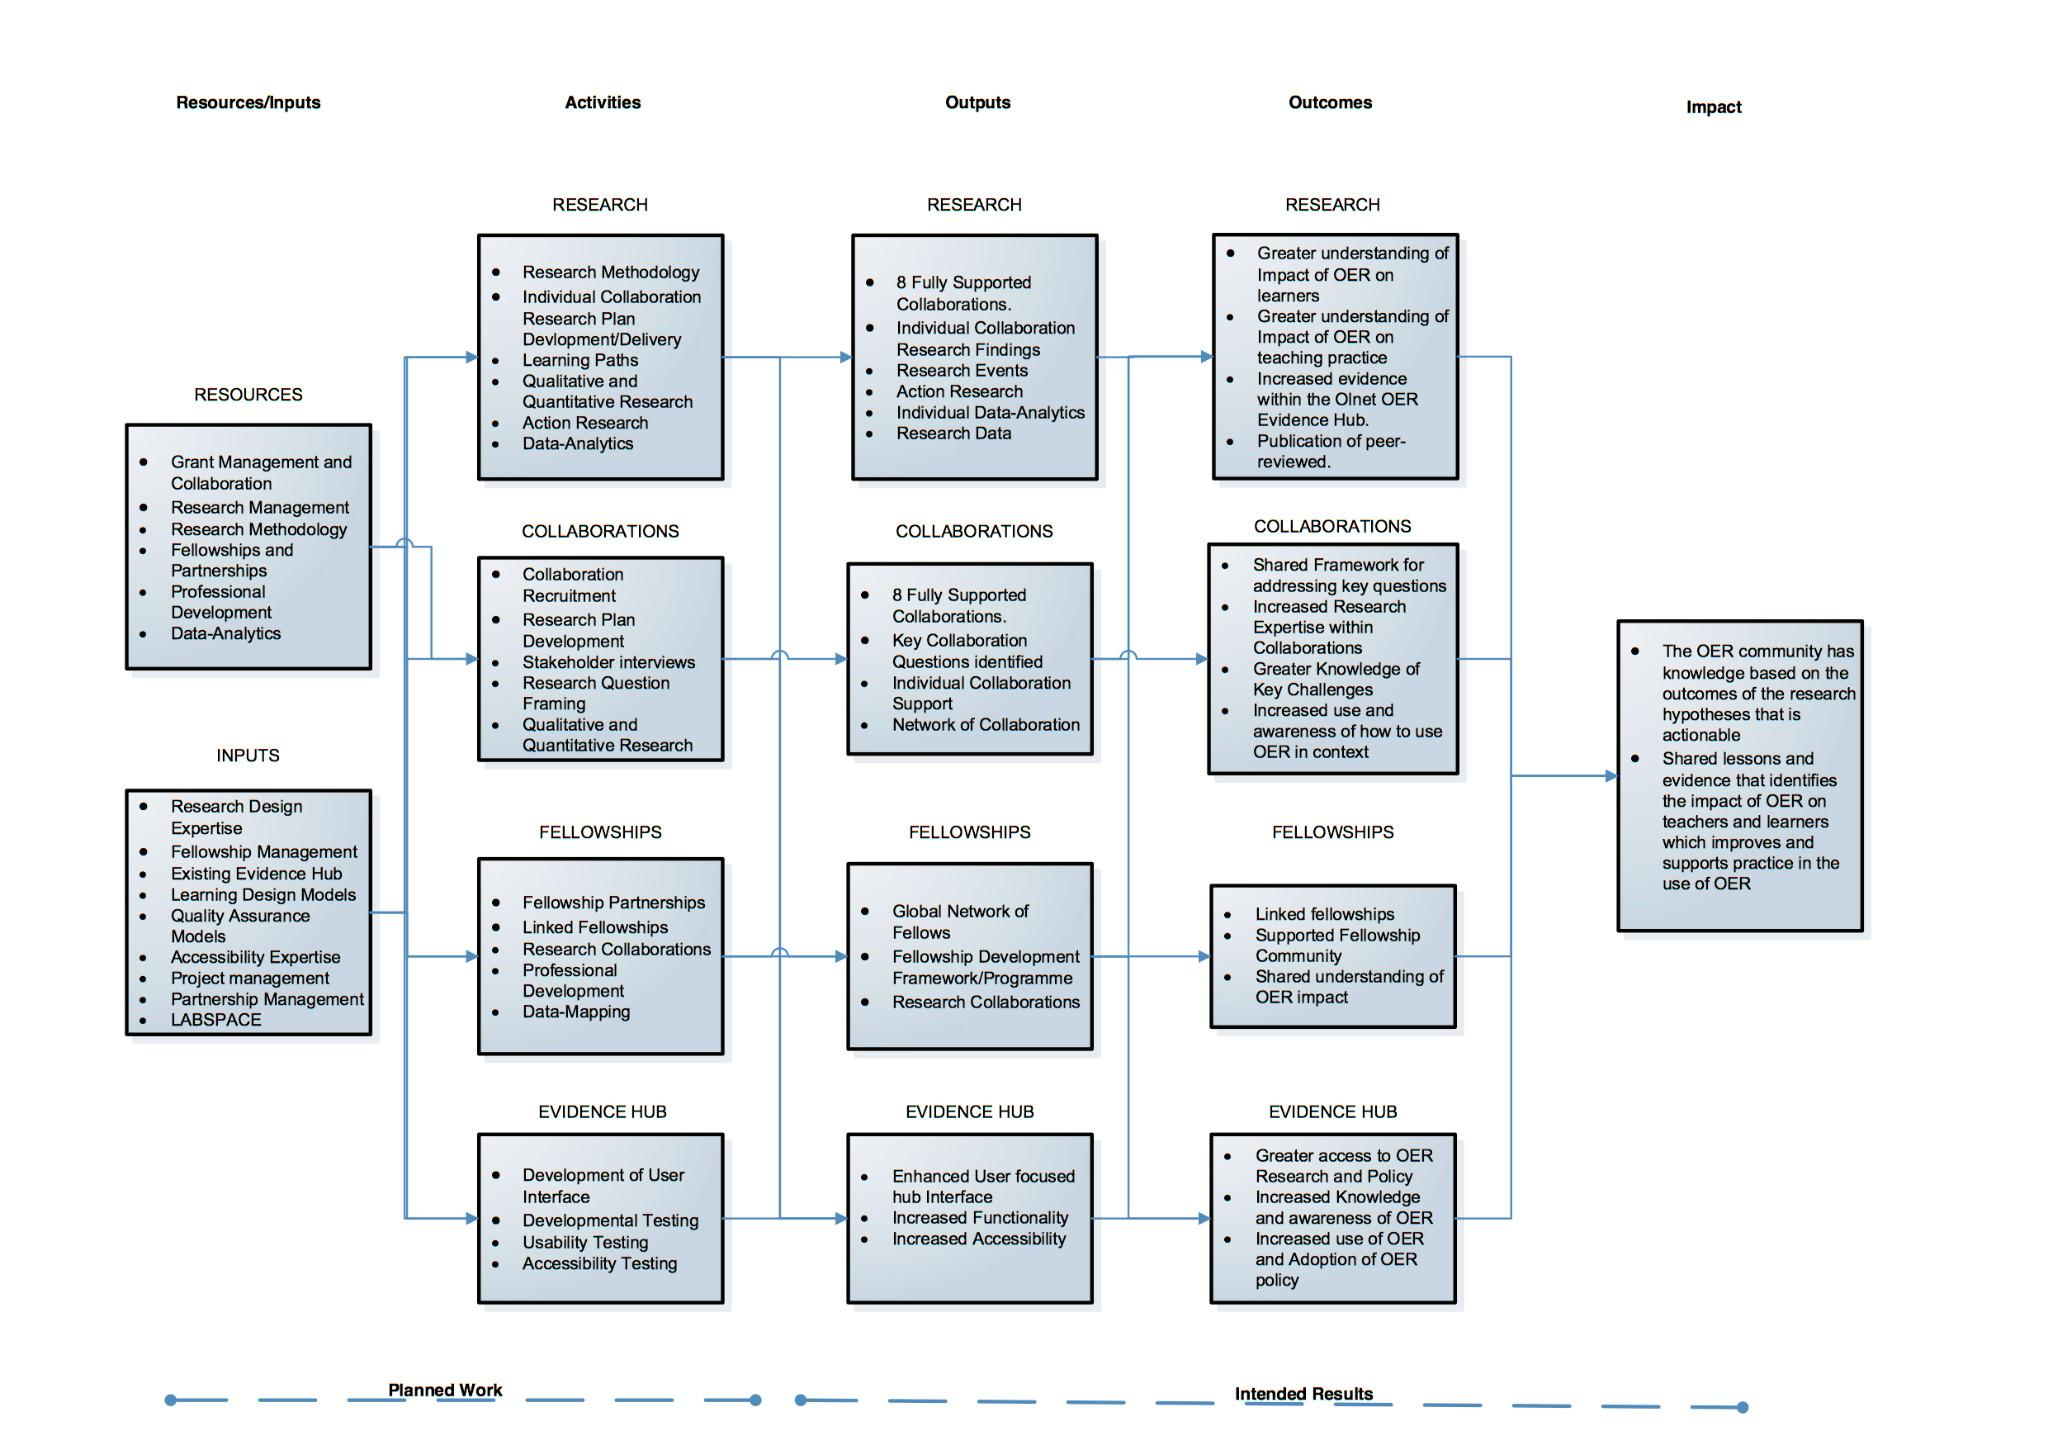 Resources/Inputs
Activities
Outputs
Outcomes
Impact
RESOURCES
Grant Management and
Collaboration
Research Management
Research Methodology
Fellowships and
Partnerships
Professional
Development
Data-Analytics
INPUTS
Research Design
Expertise
Fellowship Management
Existing Evidence Hub
Learning Design Models
Quality Assurance
Models
Accessibility Expertise
Project management
Partnership Management
LABSPACE
RESEARCH
Research Methodology
Individual Collaboration
Research Plan
Devlopment/Delivery
Learning Paths
Qualitative and
Quantitative Research
Action Research
Data-Analytics
COLLABORATIONS
Collaboration
Recruitment
Research Plan
Development
Stakeholder interviews
Research Question
Framing
Qualitative and
Quantitative Research
FELLOWSHIPS
Fellowship Partnerships
Linked Fellowships
Research Collaborations
Professional
Development
Data-Mapping
EVIDENCE HUB
Development of User
Interface
Developmental Testing
Usability Testing
Accessibility Testing
RESEARCH
8 Fully Supported
Collaborations.
Individual Collaboration
Research Findings
Research Events
Action Research
Individual Data-Analytics
Research Data
COLLABORATIONS
8 Fully Supported
Collaborations.
Key Collaboration
Questions identified
Individual Collaboration
Support
Network of Collaboration
FELLOWSHIPS
Global Network of
Fellows
Fellowship Development
Framework/Programme
Research Collaborations
EVIDENCE HUB
Enhanced User focused
hub Interface
Increased Functionality
Increased Accessibility
RESEARCH
Greater understanding of
Impact of OER on
learners
Greater understanding of
Impact of OER on
teaching practice
Increased evidence
within the Olnet OER
Evidence Hub.
Publication of peer-
reviewed.
COLLABORATIONS
Shared Framework for
addressing key questions
Increased Research
Expertise within
Collaborations
Greater Knowledge of
Key Challenges
Increased use and
awareness of how to use
OER in context
FELLOWSHIPS
Linked fellowships
Supported Fellowship
Community
Shared understanding of
OER impact
EVIDENCE HUB
Greater access to OER
Research and Policy
Increased Knowledge
and awareness of OER
Increased use of OER
and Adoption of OER
policy
The OER community has
knowledge based on the
outcomes of the research
hypotheses that is
actionable
Shared lessons and
evidence that identifies
the impact of OER on
teachers and learners
which improves and
supports practice in the
use of OER
Planned Work
Intended Results